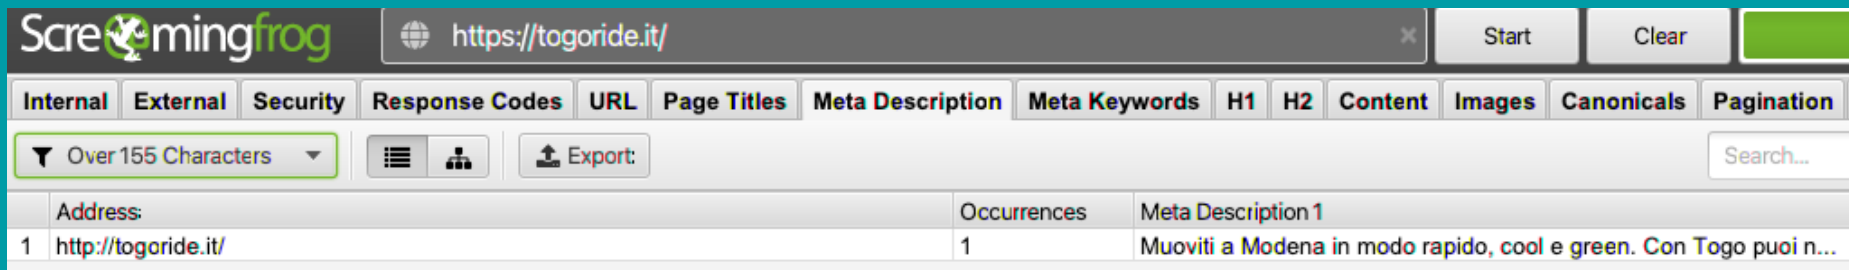 Screamingfrog https://togoride.it/ Start Clear
Internal External Security Response Codes URL Page Titles Meta Description Meta Keywords H1 H2 Content Images Canonicals Pagination
Over 155 Characters Export: Search...
Address: Occurrences Meta Description 1
1 http://togoride.it/ 1 Muoviti a Modena in modo rapido, cool e green. Con Togo puoi n...